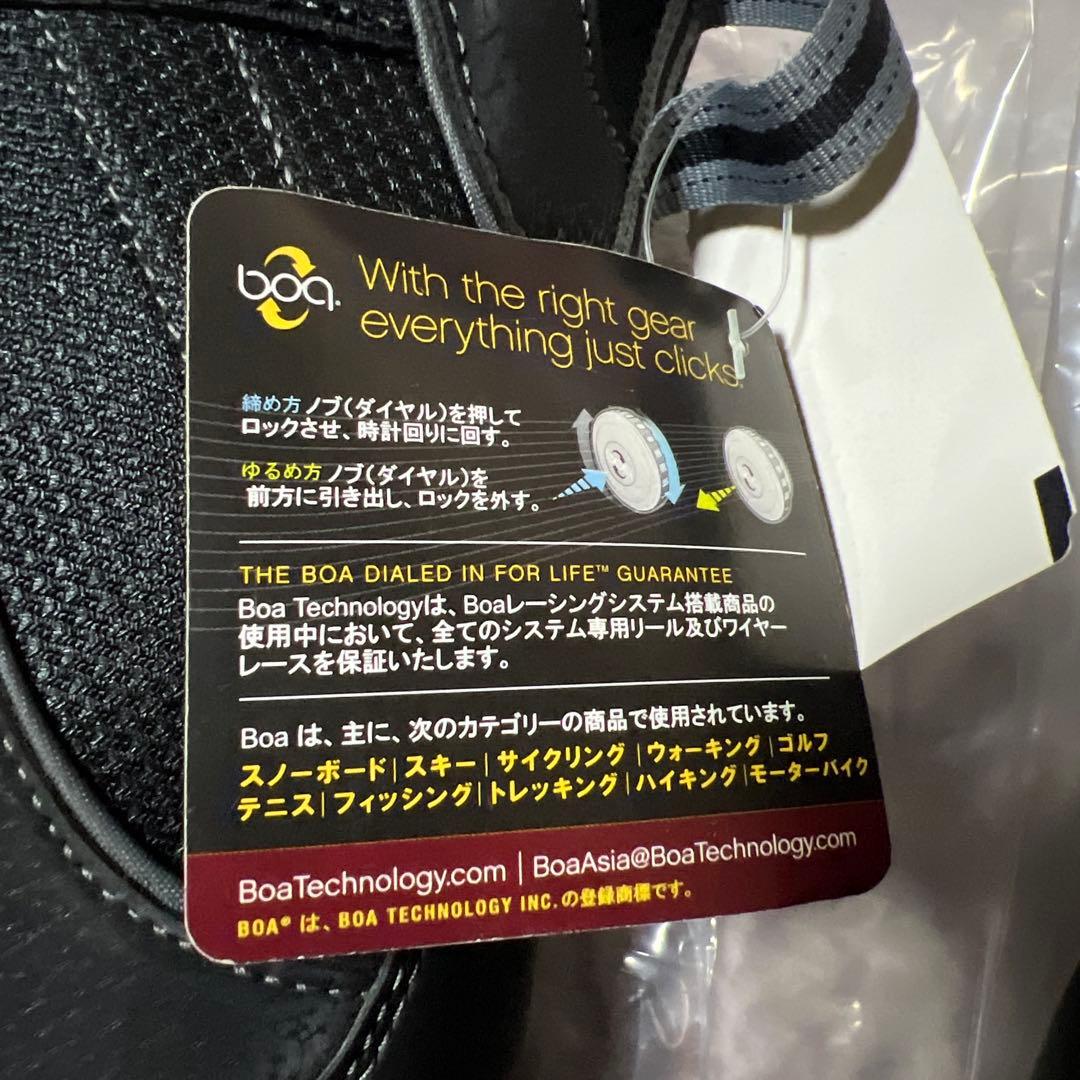 boa.
With the right gear
everything just clicks.
締め方 ノブ(ダイヤル)を押して
ロックさせ、時計回りに回す。
ゆるめ方 ノブ(ダイヤル)を
前方に引き出し、ロックを外す。
THE BOA DIALED IN FOR LIFE™ GUARANTEE
Boa Technologyは、Boaレーシングシステム搭載商品の
使用中において、全てのシステム専用リール及びワイヤー
レースを保証いたします。
Boa は、主に、次のカテゴリーの商品で使用されています。
スノーボード|スキー|サイクリング|ウォーキング|ゴルフ
テニス|フィッシング|トレッキング|ハイキング|モーターバイク
BoaTechnology.com | BoaAsia@BoaTechnology.com
BOA® は、BOA TECHNOLOGY INC.の登録商標です。